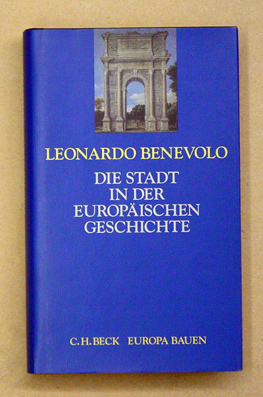 LEONARDO BENEVOLO
DIE STADT
IN DER
EUROPÄISCHEN
GESCHICHTE
C.H.BECK EUROPA BAUEN